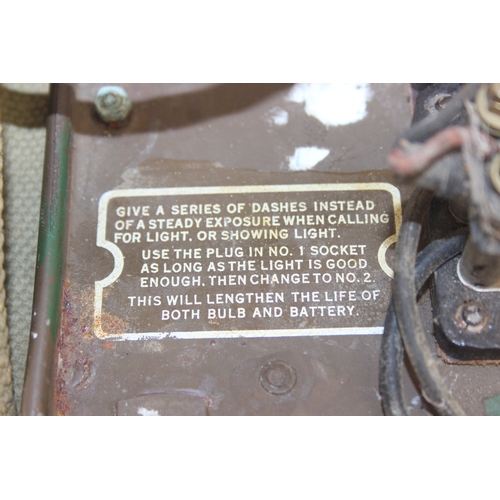 GIVE A SERIES OF DASHES INSTEAD
OF A STEADY EXPOSURE WHEN CALLING
FOR LIGHT, OR SHOWING LIGHT.
USE THE PLUG IN NO. 1 SOCKET
AS LONG AS THE LIGHT IS GOOD
ENOUGH, THEN CHANGE TO NO. 2.
THIS WILL LENGTHEN THE LIFE OF
BOTH BULB AND BATTERY.